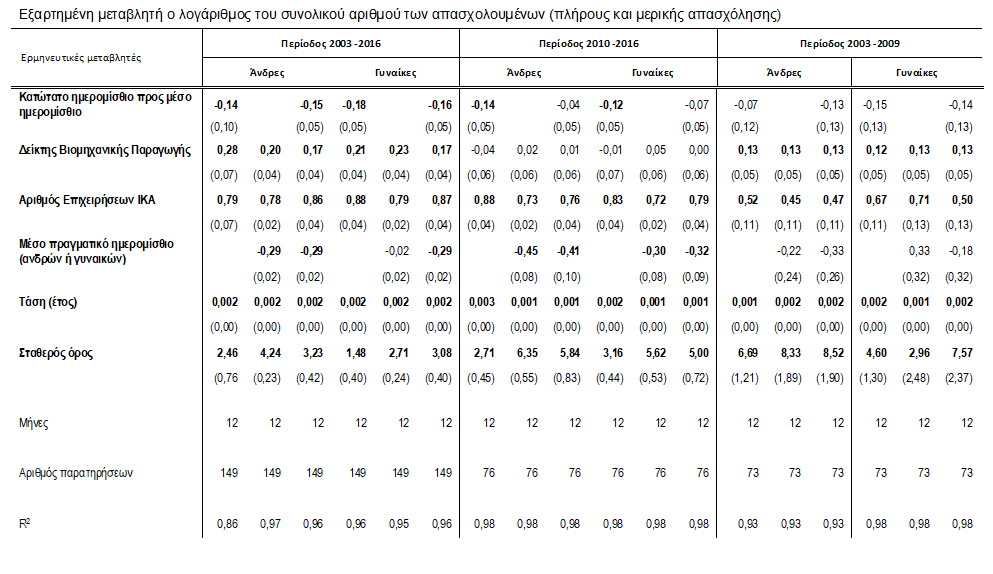 Εξαρτημένη μεταβλητή ο λογάριθμος του συνολικού αριθμού των απασχολουμένων (πλήρους και μερικής απασχόλησης)
Ερμηνευτικές μεταβλητές Περίοδος 2003 -2016 Περίοδος 2010 -2016 Περίοδος 2003 -2009
Άνδρες Γυναίκες Άνδρες Γυναίκες Άνδρες Γυναίκες
Κατώτατο ημερομίσθιο προς μέσο ημερομίσθιο -0,14 -0,15 -0,18 -0,16 -0,14 -0,04 -0,12 -0,07 -0,07 -0,13 -0,15 -0,14
(0,10) (0,05) (0,05) (0,05) (0,05) (0,05) (0,05) (0,05) (0,12) (0,13) (0,13) (0,13)
Δείκτης Βιομηχανικής Παραγωγής 0,28 0,20 0,17 0,21 0,23 0,17 -0,04 0,02 0,01 -0,01 0,05 0,00 0,13 0,13 0,13 0,12 0,13 0,13
(0,07) (0,04) (0,04) (0,04) (0,04) (0,04) (0,06) (0,06) (0,06) (0,07) (0,06) (0,06) (0,05) (0,05) (0,05) (0,05) (0,05) (0,05)
Αριθμός Επιχειρήσεων ΙΚΑ 0,79 0,78 0,86 0,88 0,79 0,87 0,88 0,73 0,76 0,83 0,72 0,79 0,52 0,45 0,47 0,67 0,71 0,50
(0,07) (0,02) (0,04) (0,04) (0,02) (0,04) (0,04) (0,02) (0,04) (0,04) (0,02) (0,04) (0,11) (0,11) (0,11) (0,11) (0,13) (0,13)
Μέσο πραγματικό ημερομίσθιο (ανδρών ή γυναικών) -0,29 -0,29 -0,02 -0,29 -0,45 -0,41 -0,30 -0,32 -0,22 -0,33 0,33 -0,18
(0,02) (0,02) (0,02) (0,02) (0,08) (0,10) (0,08) (0,09) (0,24) (0,26) (0,32) (0,32)
Τάση (έτος) 0,002 0,002 0,002 0,002 0,002 0,002 0,003 0,001 0,001 0,002 0,001 0,001 0,001 0,002 0,002 0,002 0,001 0,002
(0,00) (0,00) (0,00) (0,00) (0,00) (0,00) (0,00) (0,00) (0,00) (0,00) (0,00) (0,00) (0,00) (0,00) (0,00) (0,00) (0,00) (0,00)
Σταθερός όρος 2,46 4,24 3,23 1,48 2,71 3,08 2,71 6,35 5,84 3,16 5,62 5,00 6,69 8,33 8,52 4,60 2,96 7,57
(0,76 (0,23) (0,42) (0,40) (0,24) (0,40) (0,45) (0,55) (0,83) (0,44) (0,53) (0,72) (1,21) (1,89) (1,90) (1,30) (2,48) (2,37)
Μήνες 12 12 12 12 12 12 12 12 12 12 12 12 12 12 12 12 12 12
Αριθμός παρατηρήσεων 149 149 149 149 149 149 76 76 76 76 76 76 73 73 73 73 73 73
R² 0,86 0,97 0,96 0,96 0,95 0,96 0,98 0,98 0,98 0,98 0,98 0,98 0,93 0,93 0,93 0,98 0,98 0,98